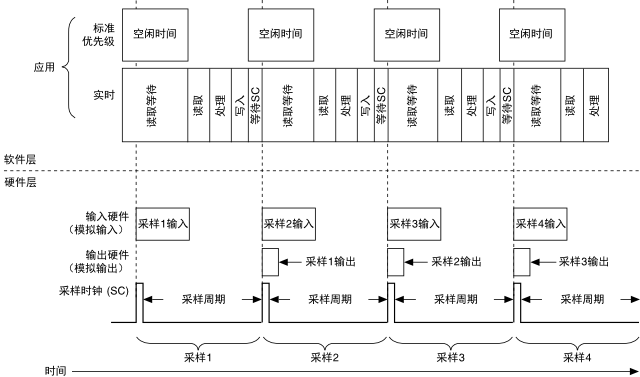 标准
优先级
空闲时间
空闲时间
空闲时间
空闲时间
应用
实时
读取等待
读取
处理
写入
等待SC
读取等待
读取
处理
写入
等待SC
读取等待
读取
处理
写入
等待SC
读取等待
读取
处理
软件层
硬件层
输入硬件
（模拟输入）
采样1输入
采样2输入
采样3输入
采样4输入
输出硬件
（模拟输出）
采样1输出
采样2输出
采样3输出
采样时钟 (SC)
采样周期
采样周期
采样周期
采样周期
采样1
采样2
采样3
采样4
时间